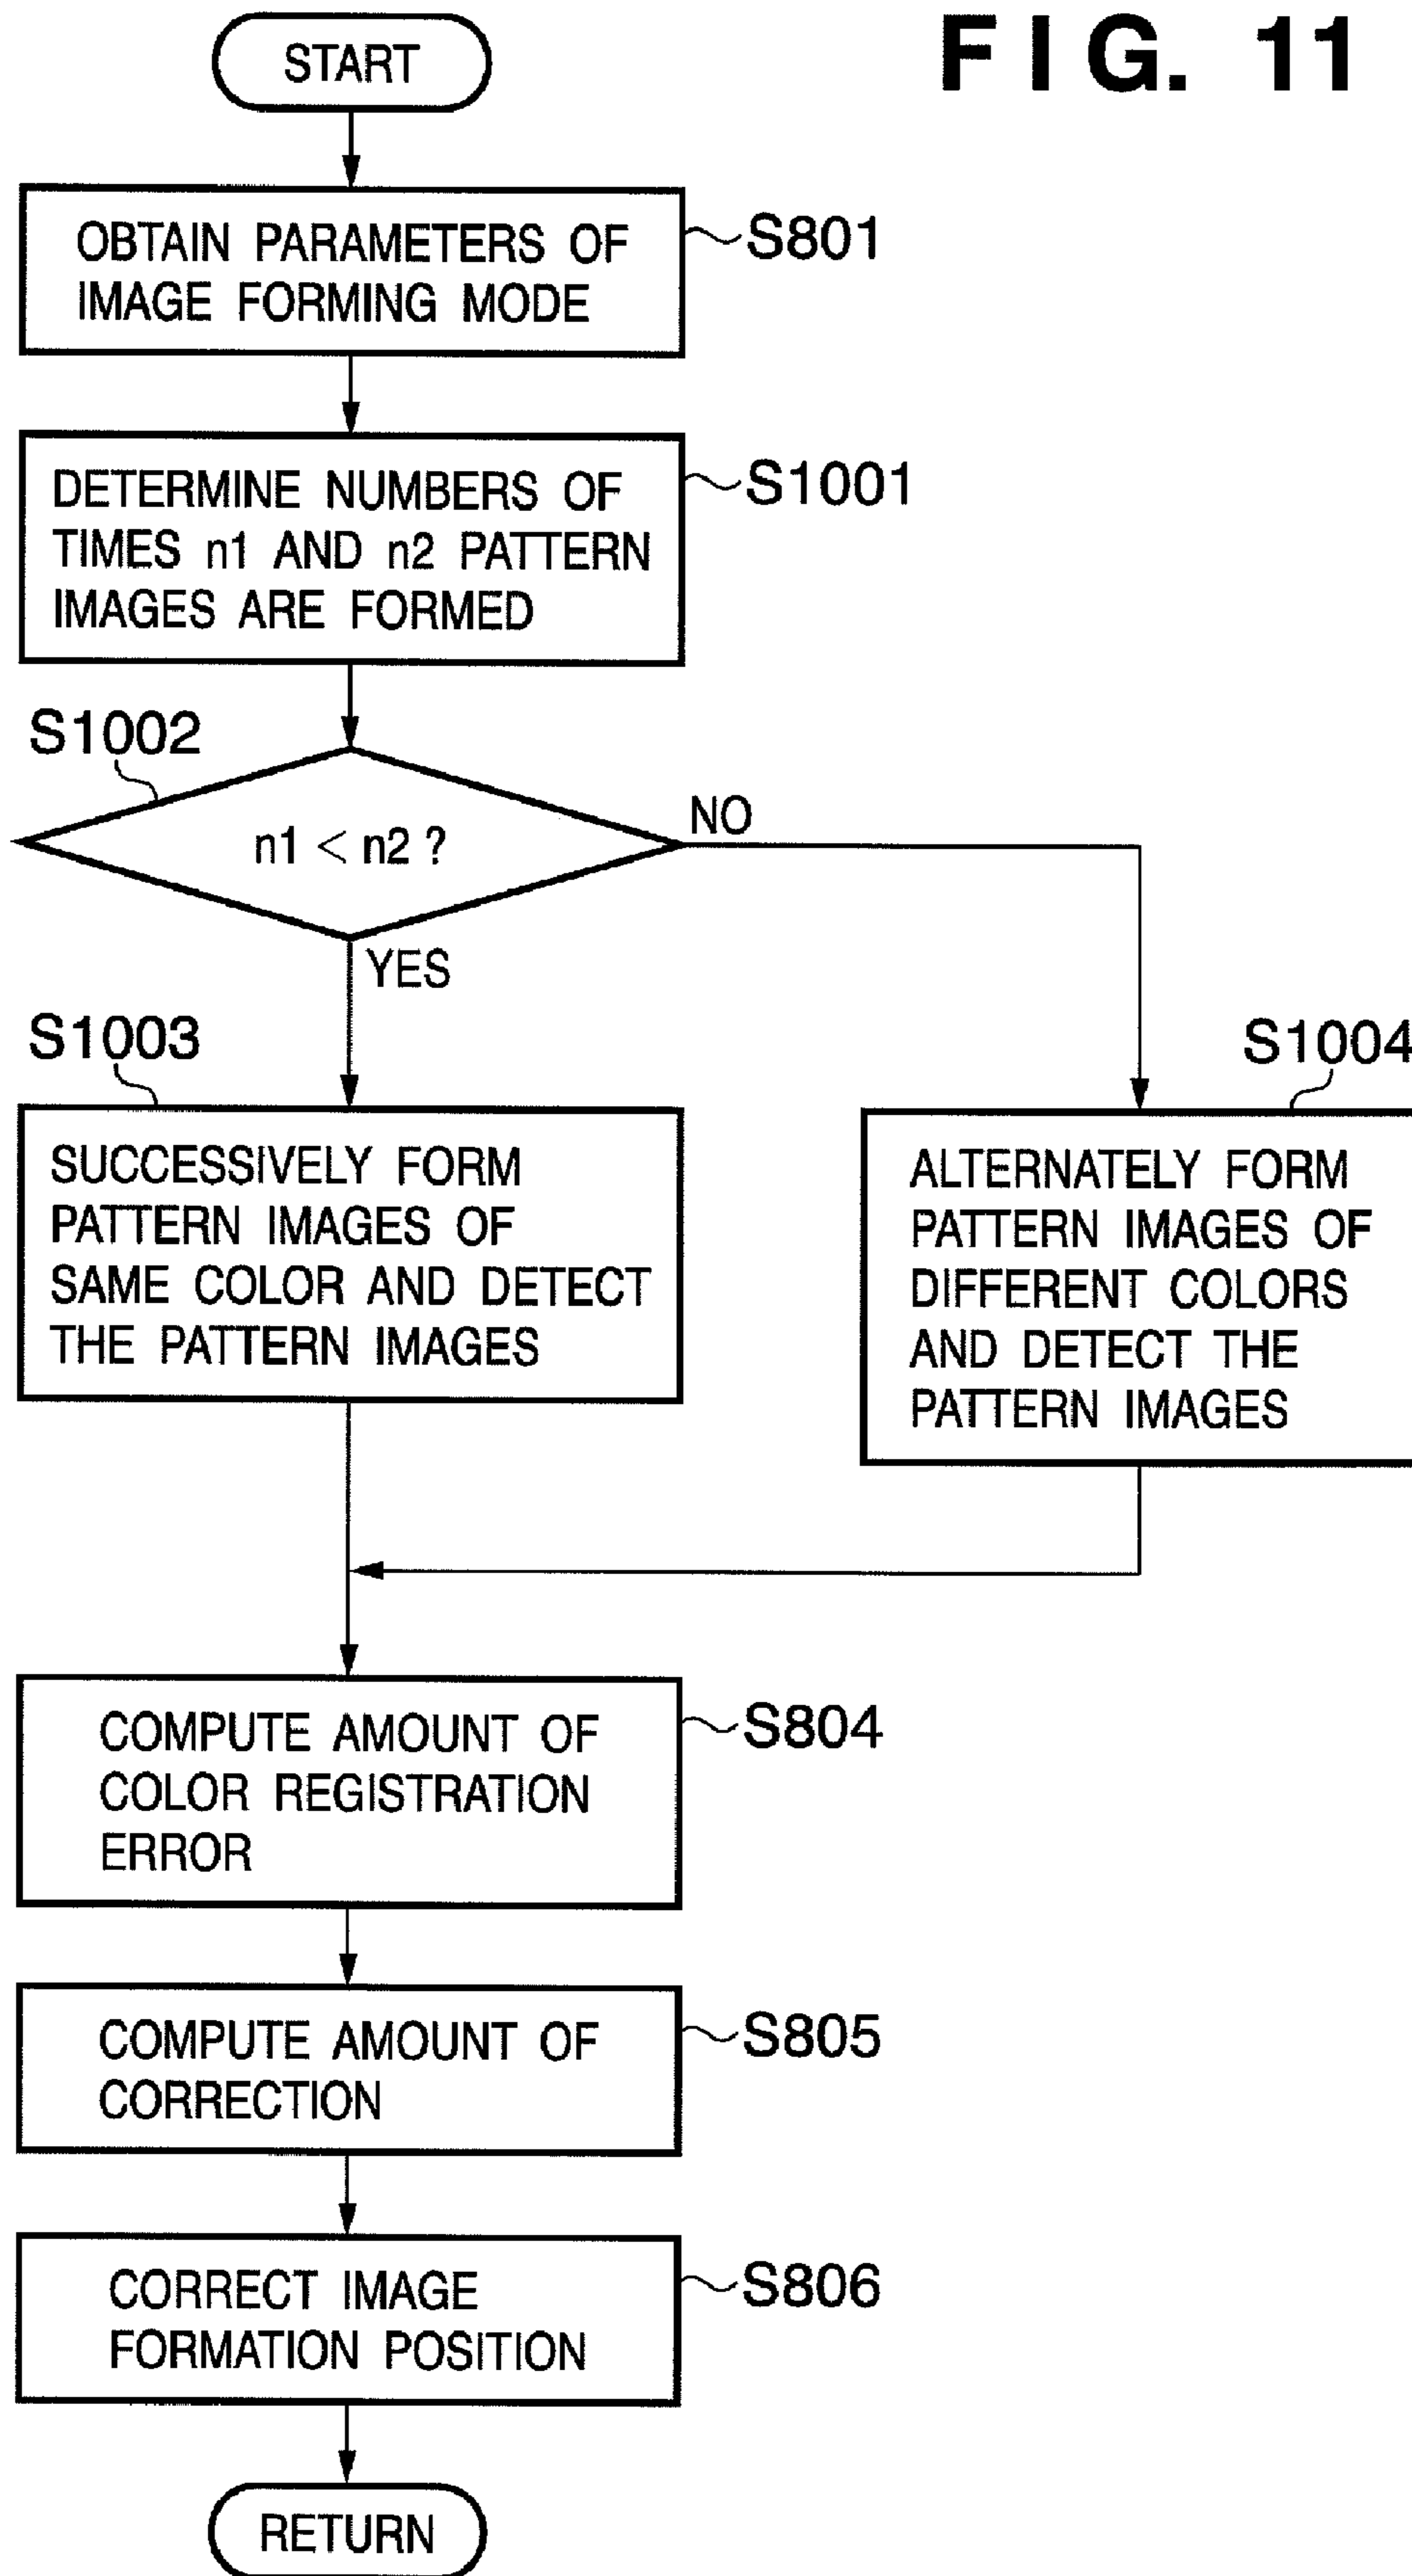 FIG. 11
START
OBTAIN PARAMETERS OF
IMAGE FORMING MODE
S801
DETERMINE NUMBERS OF
TIMES n1 AND n2 PATTERN
IMAGES ARE FORMED
S1001
S1002
n1 < n2 ?
NO
YES
S1003
SUCCESSIVELY FORM
PATTERN IMAGES OF
SAME COLOR AND DETECT
THE PATTERN IMAGES
S1004
ALTERNATELY FORM
PATTERN IMAGES OF
DIFFERENT COLORS
AND DETECT THE
PATTERN IMAGES
COMPUTE AMOUNT OF
COLOR REGISTRATION
ERROR
S804
COMPUTE AMOUNT OF
CORRECTION
S805
CORRECT IMAGE
FORMATION POSITION
S806
RETURN